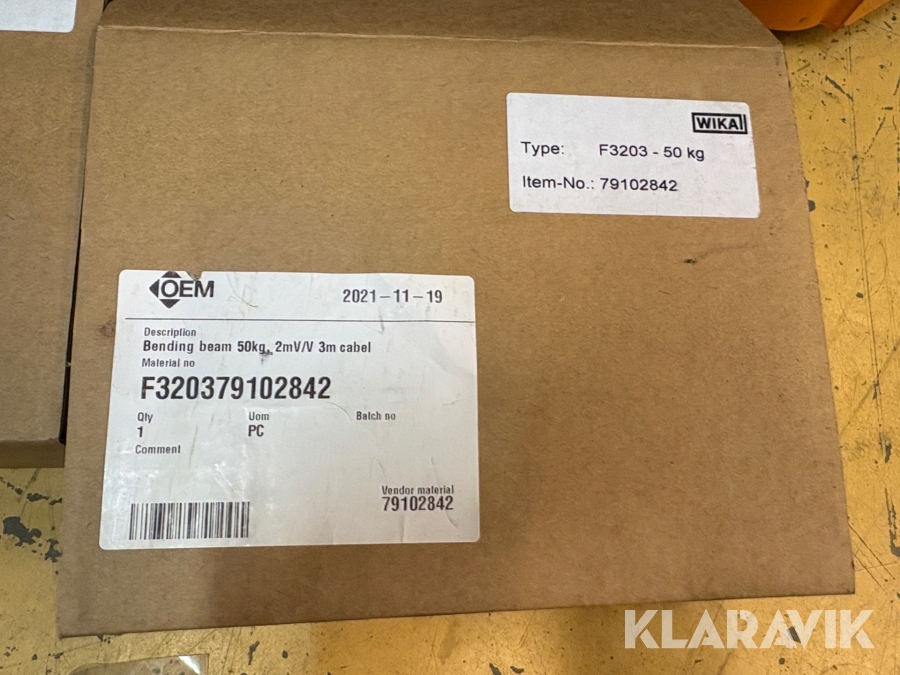 WIKA
Type: F3203 - 50 kg
Item-No.: 79102842
OEM
2021-11-19
Description
Bending beam 50kg, 2mV/V 3m cabel
Material no
F320379102842
Qty Uom Batch no
1 PC
Comment
Vendor material
79102842
KLARAVIK